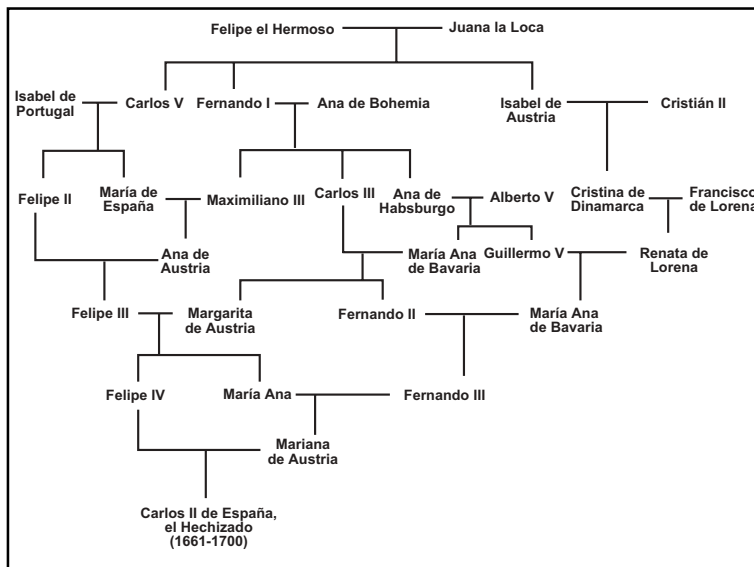 Felipe el Hermoso
Juana la Loca
Isabel de
Portugal
Carlos V
Fernando I
Ana de Bohemia
Isabel de
Austria
Cristián II
Felipe II
María de
España
Maximiliano III
Carlos III
Ana de
Habsburgo
Alberto V
Cristina de
Dinamarca
Francisco
de Lorena
Ana de
Austria
María Ana
de Bavaria
Guillermo V
Renata de
Lorena
Felipe III
Margarita
de Austria
Fernando II
María Ana
de Bavaria
Felipe IV
María Ana
Fernando III
Mariana
de Austria
Carlos II de España,
el Hechizado
(1661-1700)